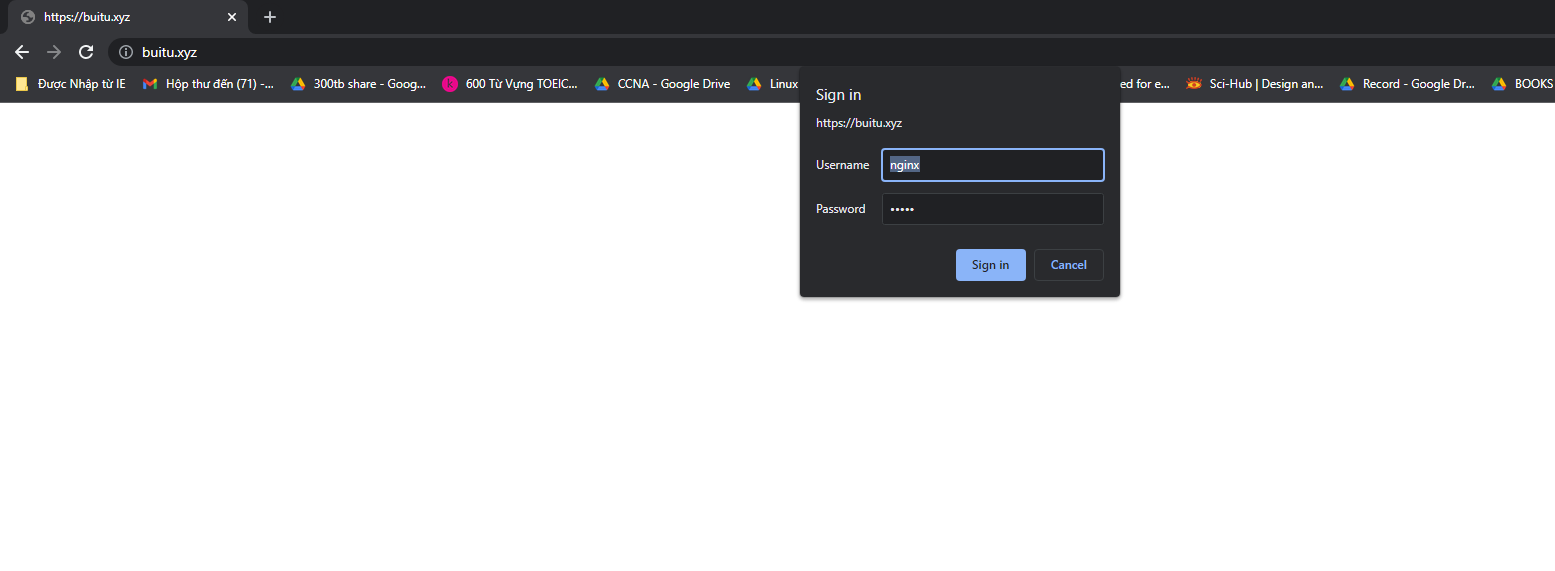 https://buitu.xyz
buitu.xyz
Được Nhập từ IE Hộp thư đến (71) -... 300tb share - Goog... 600 Từ Vựng TOEIC... CCNA - Google Drive Linux ed for e... Sci-Hub | Design an... Record - Google Dr... BOOKS
Sign in
https://buitu.xyz
Username nginx
Password •••••
Sign in Cancel